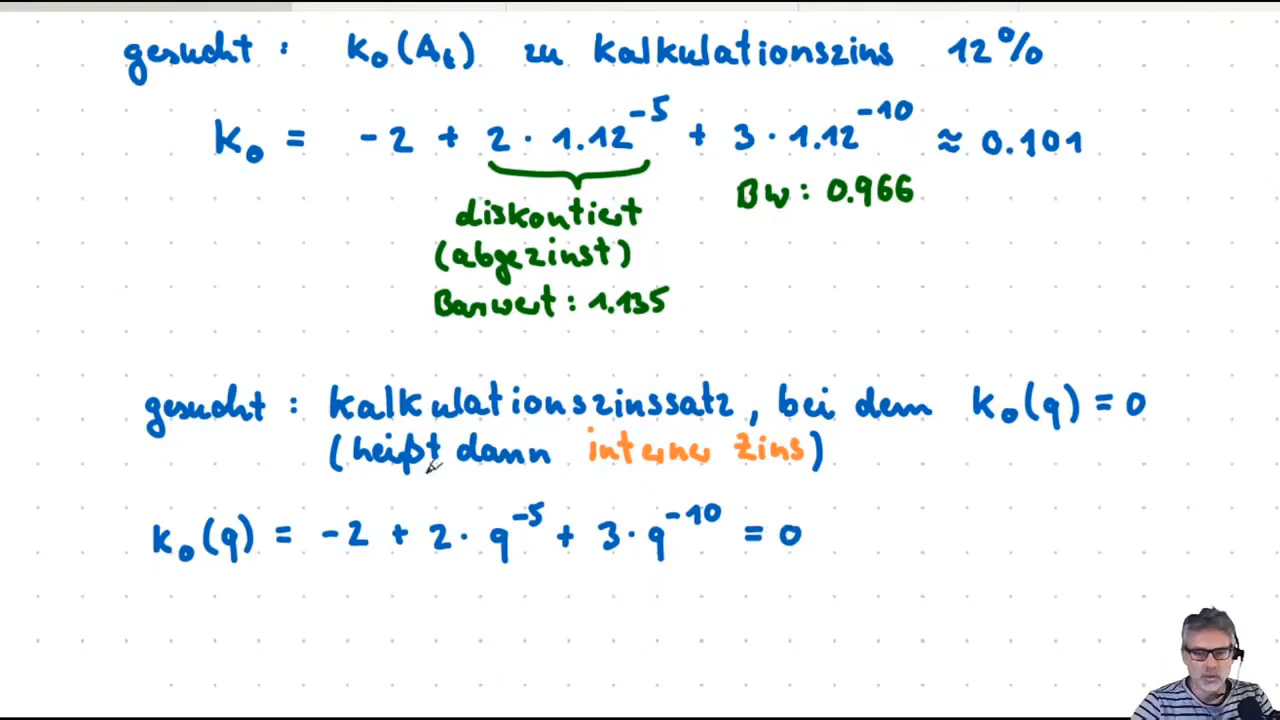 gesucht : K₀(Aₜ) zu Kalkulationszins 12%
K₀ = -2 + 2 · 1.12⁻⁵ + 3 · 1.12⁻¹⁰ ≈ 0.101
BW : 0.966
diskontiert
(abgezinst)
Barwert : 1.135
gesucht : Kalkulationszinssatz, bei dem K₀(q) = 0
(heißt dann interner Zins)
K₀(q) = -2 + 2 · q⁻⁵ + 3 · q⁻¹⁰ = 0